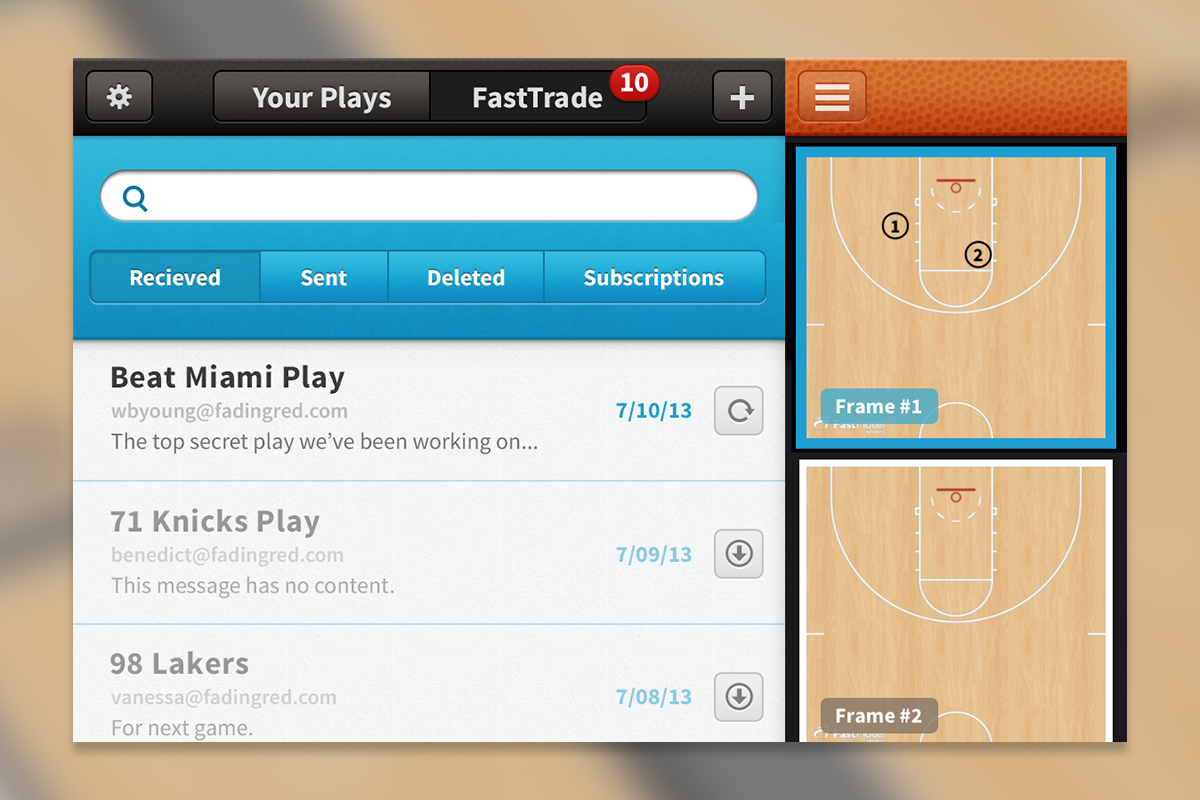 Your Plays
FastTrade
10
Recieved
Sent
Deleted
Subscriptions
Beat Miami Play
wbyoung@fadingred.com
7/10/13
The top secret play we’ve been working on...
71 Knicks Play
benedict@fadingred.com
7/09/13
This message has no content.
98 Lakers
vanessa@fadingred.com
7/08/13
For next game.
1
2
Frame #1
Frame #2